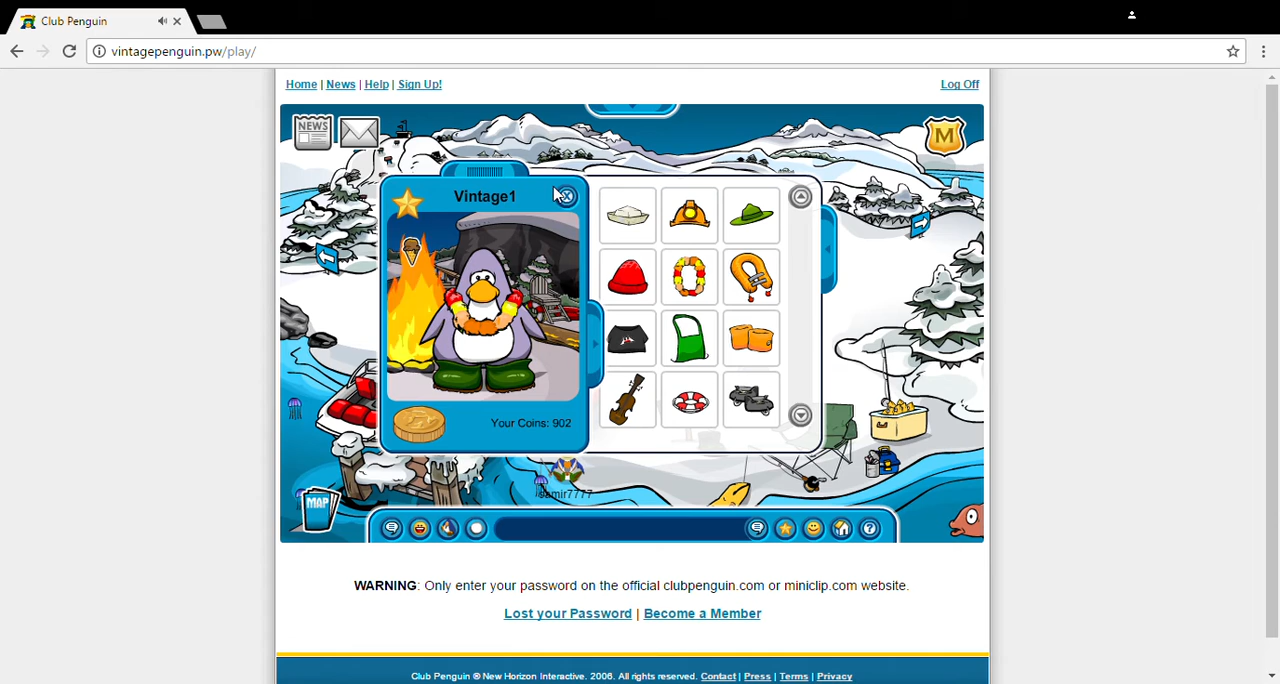 Club Penguin
vintagepenguin.pw/play/
Home | News | Help | Sign Up!
Log Off
NEWS
M
Vintage1
Your Coins: 902
samir7777
MAP
?
WARNING: Only enter your password on the official clubpenguin.com or miniclip.com website.
Lost your Password | Become a Member
Club Penguin ® New Horizon Interactive. 2006. All rights reserved. Contact | Press | Terms | Privacy